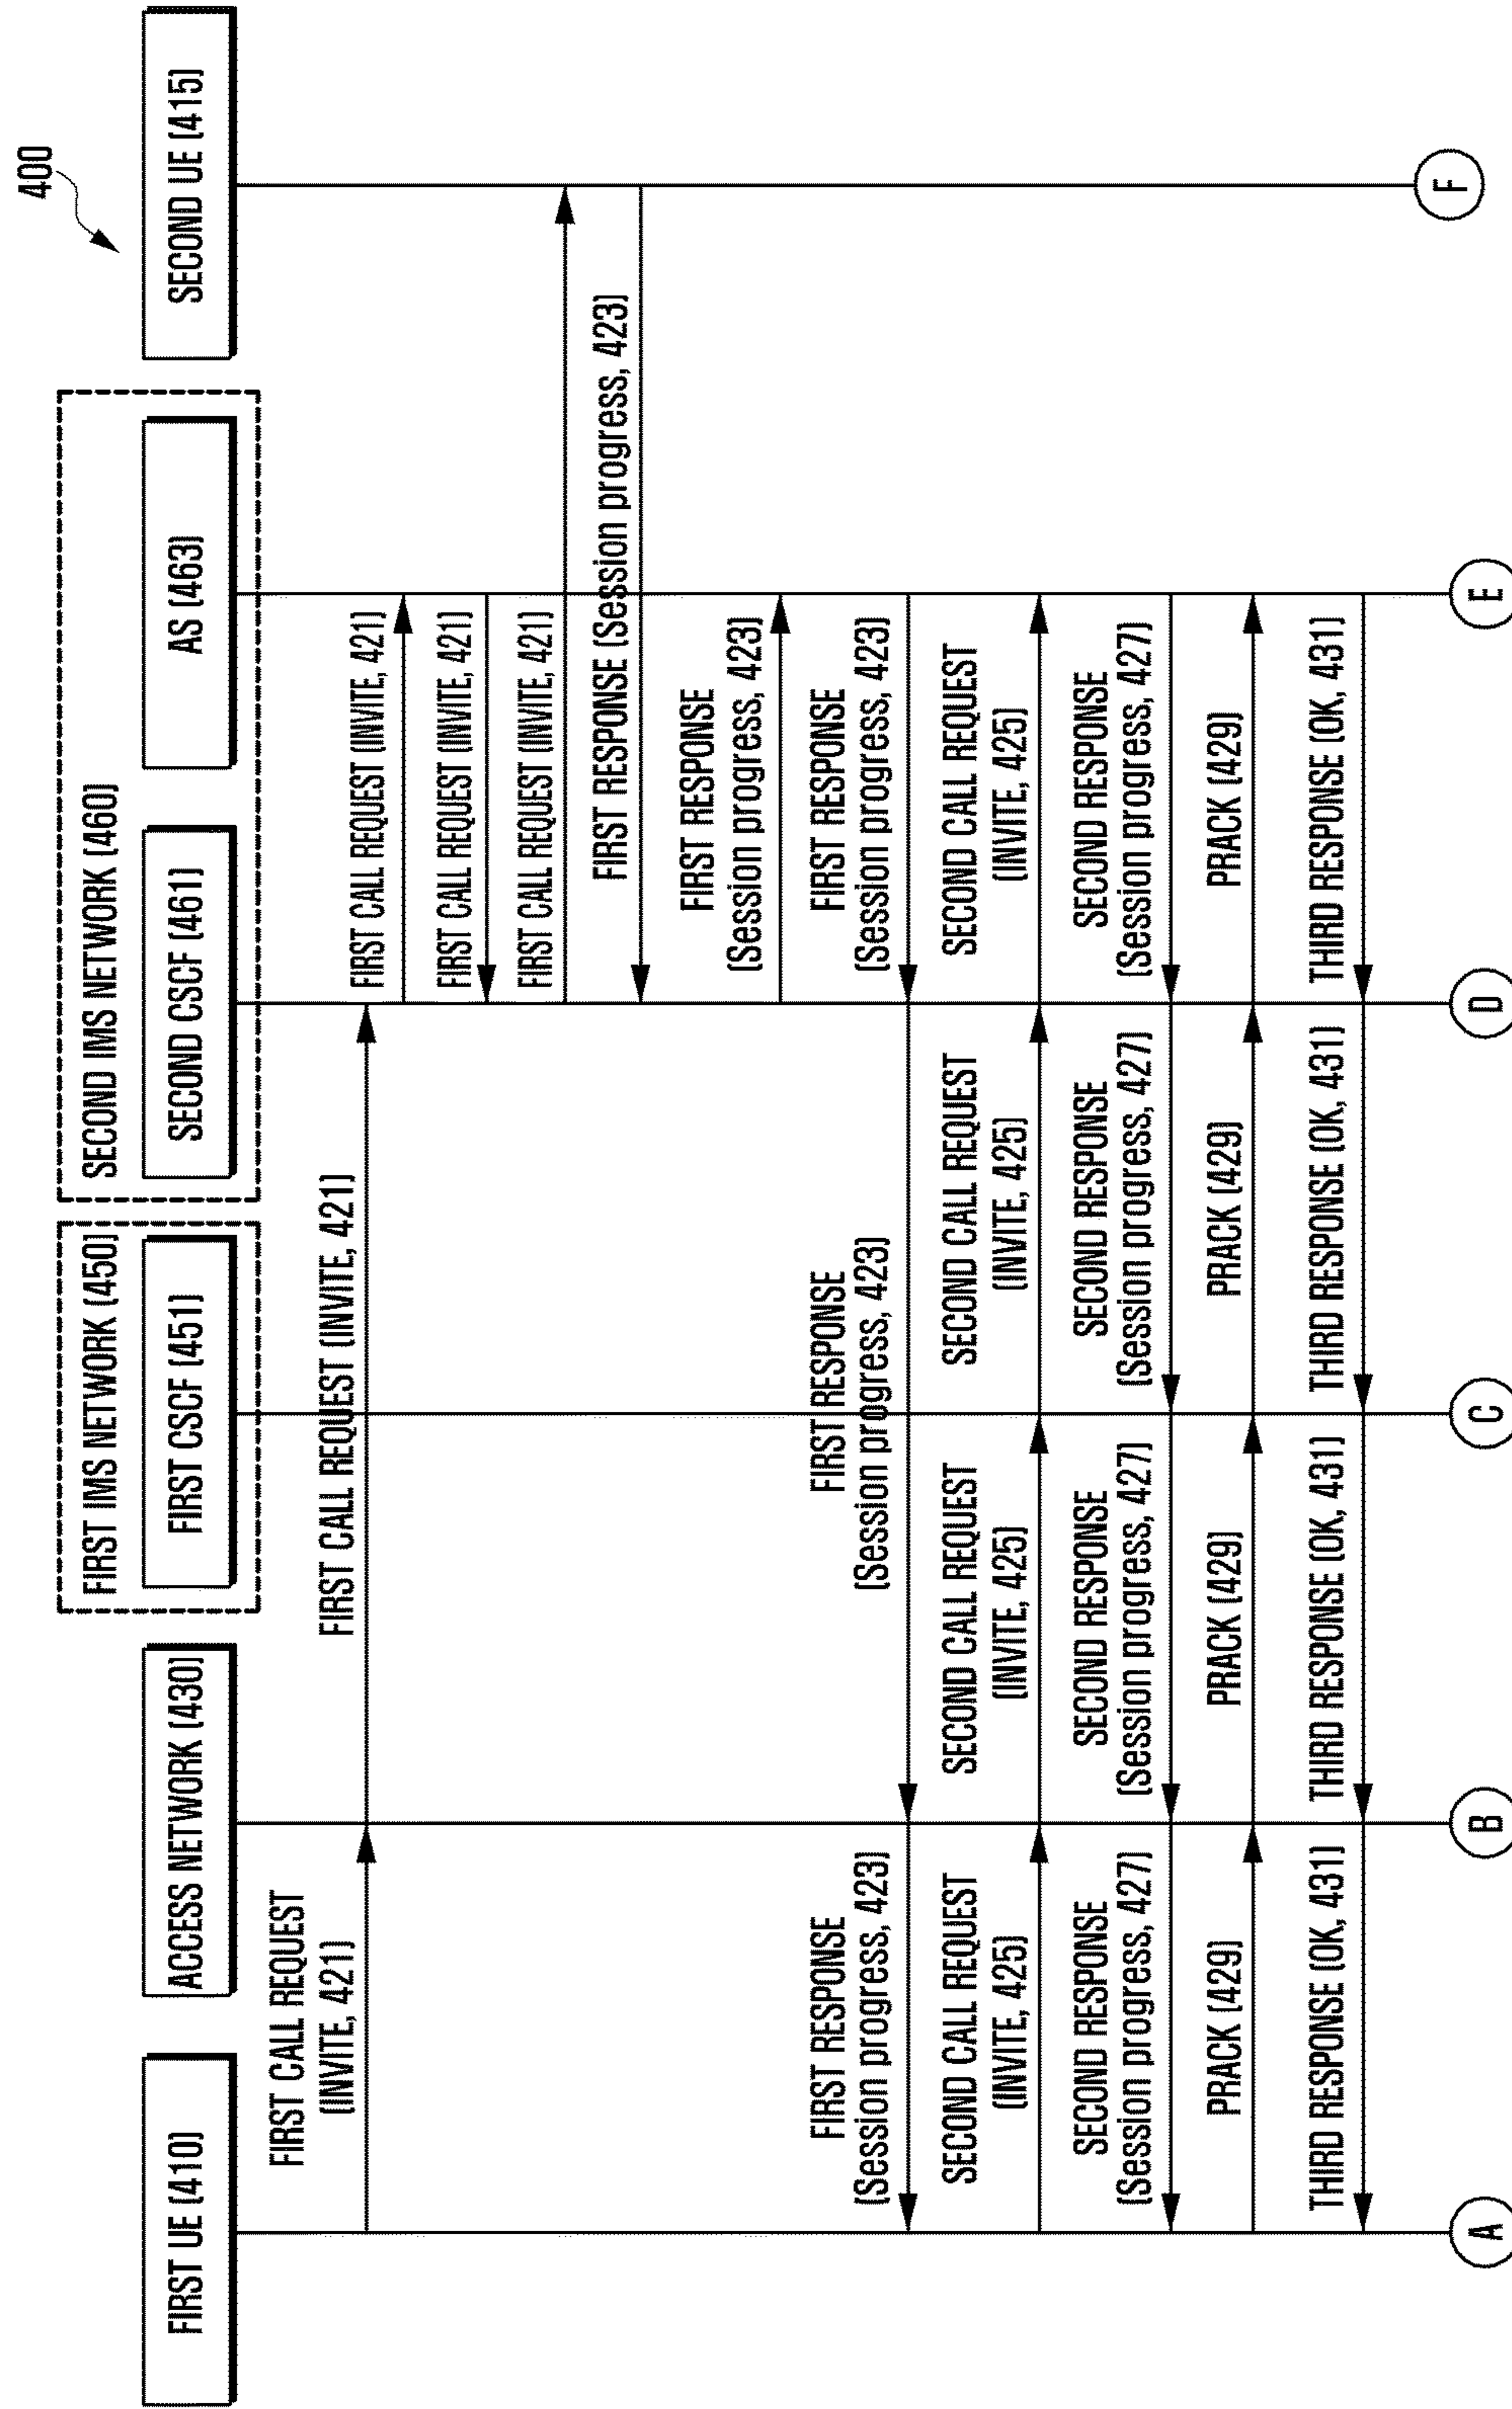 400
FIRST IMS NETWORK (450)
SECOND IMS NETWORK (460)
FIRST UE (410)
ACCESS NETWORK (430)
FIRST CSCF (451)
SECOND CSCF (461)
AS (463)
SECOND UE (415)
FIRST CALL REQUEST
(INVITE, 421)
FIRST CALL REQUEST (INVITE, 421)
FIRST CALL REQUEST (INVITE, 421)
FIRST CALL REQUEST (INVITE, 421)
FIRST CALL REQUEST (INVITE, 421)
FIRST RESPONSE (Session progress, 423)
FIRST RESPONSE
(Session progress, 423)
FIRST RESPONSE
(Session progress, 423)
FIRST RESPONSE
(Session progress, 423)
FIRST RESPONSE
(Session progress, 423)
SECOND CALL REQUEST
(INVITE, 425)
SECOND CALL REQUEST
(INVITE, 425)
SECOND CALL REQUEST
(INVITE, 425)
SECOND CALL REQUEST
(INVITE, 425)
SECOND RESPONSE
(Session progress, 427)
SECOND RESPONSE
(Session progress, 427)
SECOND RESPONSE
(Session progress, 427)
SECOND RESPONSE
(Session progress, 427)
PRACK (429)
PRACK (429)
PRACK (429)
PRACK (429)
THIRD RESPONSE (OK, 431)
THIRD RESPONSE (OK, 431)
THIRD RESPONSE (OK, 431)
THIRD RESPONSE (OK, 431)
A
B
C
D
E
F